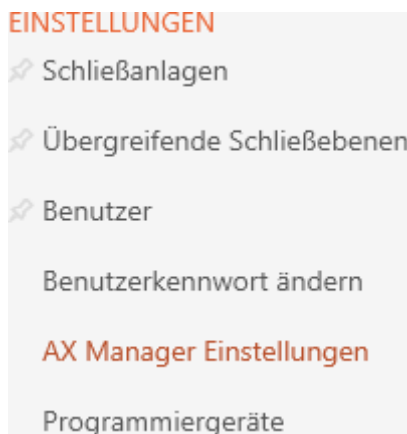 EINSTELLUNGEN
Schließanlagen
Übergreifende Schließebenen
Benutzer
Benutzerkennwort ändern
AX Manager Einstellungen
Programmiergeräte